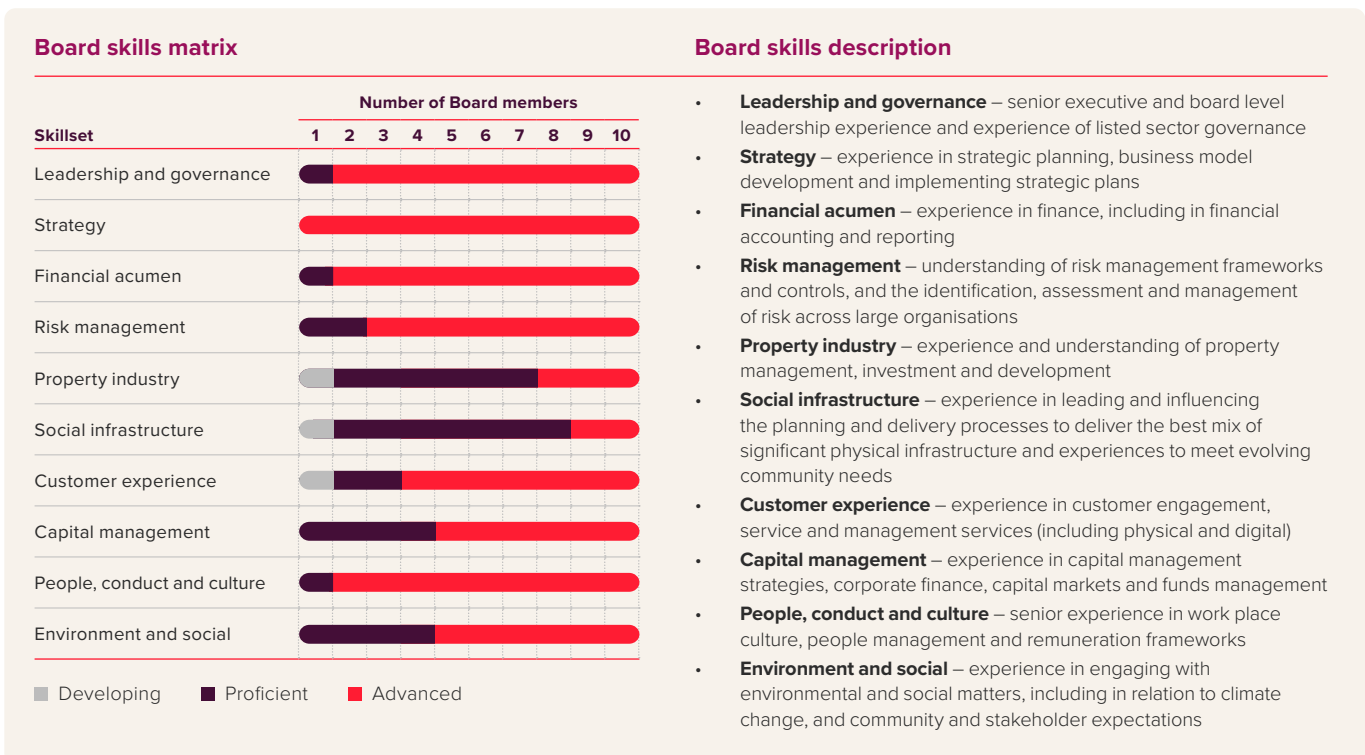 Board skills matrix
Number of Board members
Skillset 1 2 3 4 5 6 7 8 9 10
Leadership and governance
Strategy
Financial acumen
Risk management
Property industry
Social infrastructure
Customer experience
Capital management
People, conduct and culture
Environment and social
Developing Proficient Advanced
Board skills description
• Leadership and governance – senior executive and board level
leadership experience and experience of listed sector governance
• Strategy – experience in strategic planning, business model
development and implementing strategic plans
• Financial acumen – experience in finance, including in financial
accounting and reporting
• Risk management – understanding of risk management frameworks
and controls, and the identification, assessment and management
of risk across large organisations
• Property industry – experience and understanding of property
management, investment and development
• Social infrastructure – experience in leading and influencing
the planning and delivery processes to deliver the best mix of
significant physical infrastructure and experiences to meet evolving
community needs
• Customer experience – experience in customer engagement,
service and management services (including physical and digital)
• Capital management – experience in capital management
strategies, corporate finance, capital markets and funds management
• People, conduct and culture – senior experience in work place
culture, people management and remuneration frameworks
• Environment and social – experience in engaging with
environmental and social matters, including in relation to climate
change, and community and stakeholder expectations